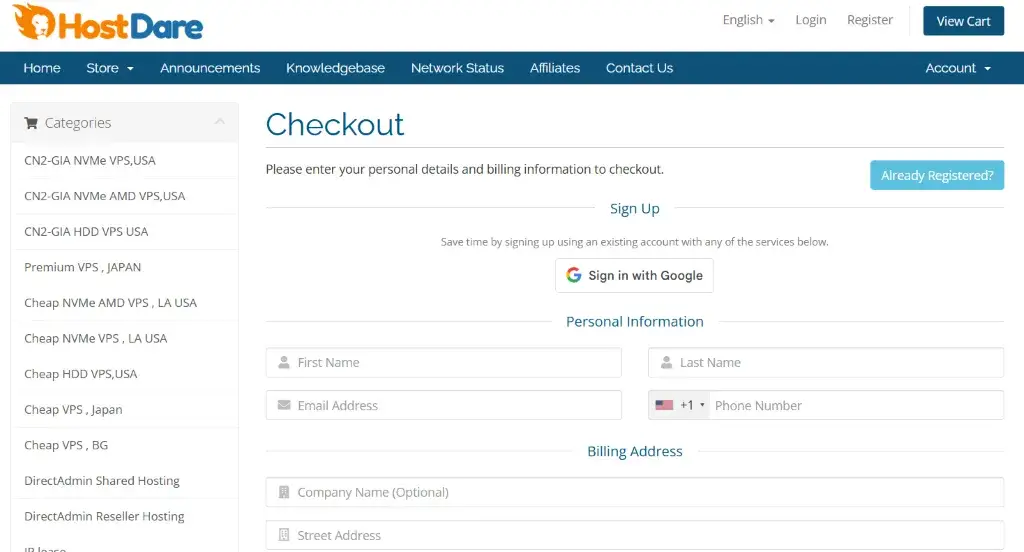 HostDare
English
Login
Register
View Cart
Home
Store
Announcements
Knowledgebase
Network Status
Affiliates
Contact Us
Account
Categories
CN2-GIA NVMe VPS,USA
CN2-GIA NVMe AMD VPS,USA
CN2-GIA HDD VPS USA
Premium VPS , JAPAN
Cheap NVMe AMD VPS , LA USA
Cheap NVMe VPS , LA USA
Cheap HDD VPS,USA
Cheap VPS , Japan
Cheap VPS , BG
DirectAdmin Shared Hosting
DirectAdmin Reseller Hosting
IP lease
Checkout
Please enter your personal details and billing information to checkout.
Already Registered?
Sign Up
Save time by signing up using an existing account with any of the services below.
Sign in with Google
Personal Information
First Name
Last Name
Email Address
+1
Phone Number
Billing Address
Company Name (Optional)
Street Address